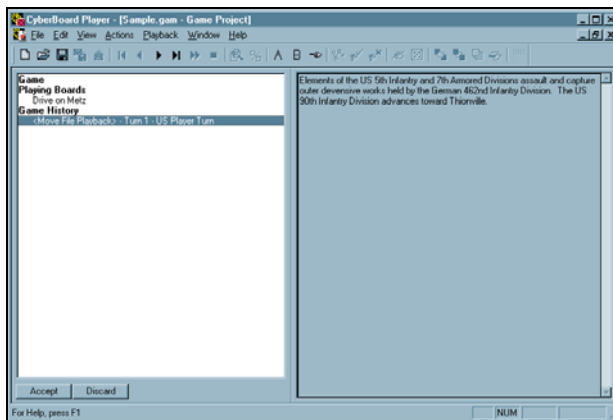 CyberBoard Player - [Sample.gam - Game Project]
File Edit View Actions Playback Window Help
A B
Game
Playing Boards
Drive on Metz
Game History
<Move File Playback> - Turn 1 - US Player Turn
Elements of the US 5th Infantry and 7th Armored Divisions assault and capture
outer devensive works held by the German 462nd Infantry Division. The US
90th Infantry Division advances toward Thionville.
Accept Discard
For Help, press F1
NUM